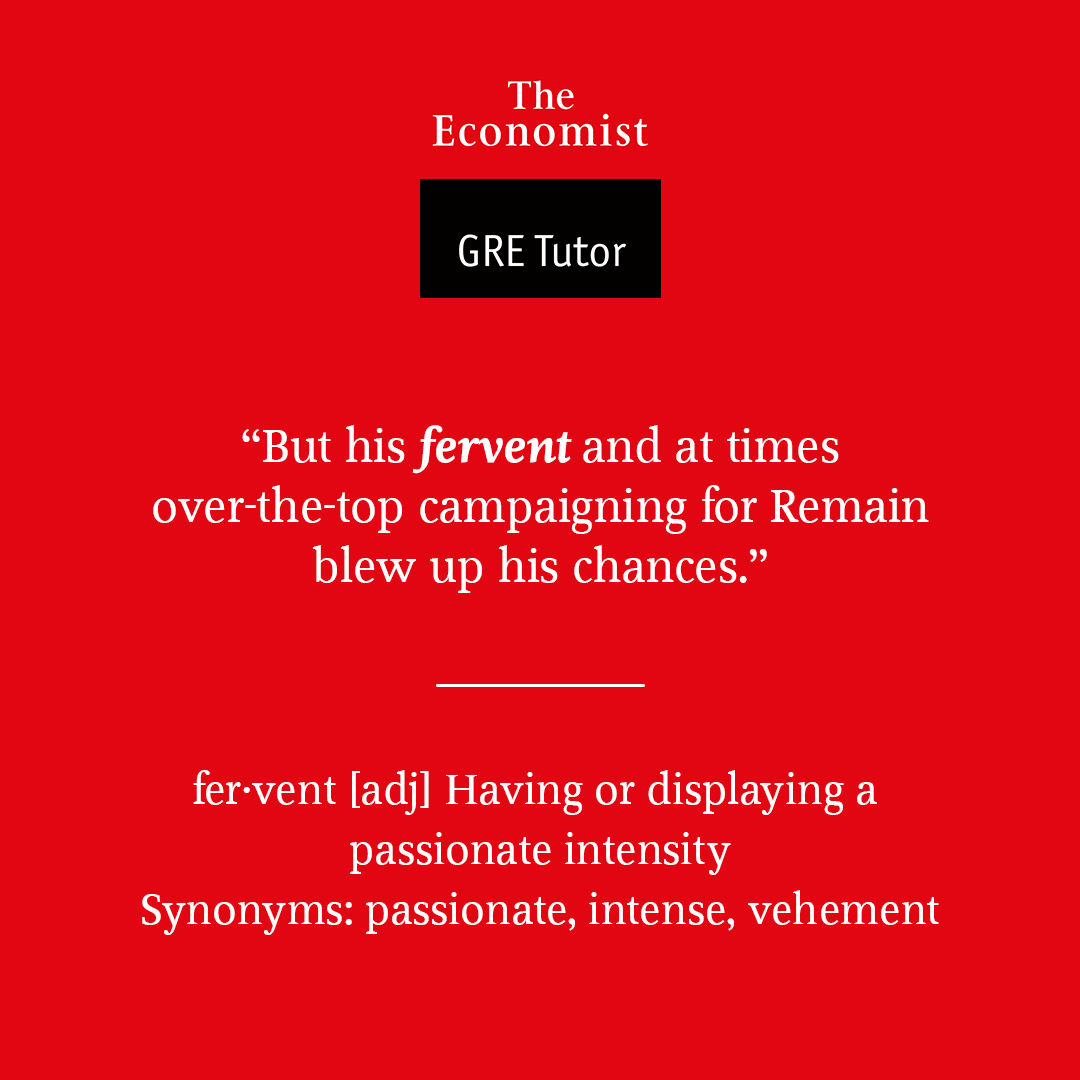 The
Economist
GRE Tutor
“But his fervent and at times
over-the-top campaigning for Remain
blew up his chances.”
fer·vent [adj] Having or displaying a
passionate intensity
Synonyms: passionate, intense, vehement